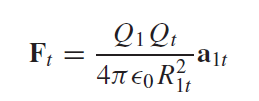 F_t = \frac{Q_1 Q_t}{4\pi\epsilon_0 R_{1t}^2} a_{1t}